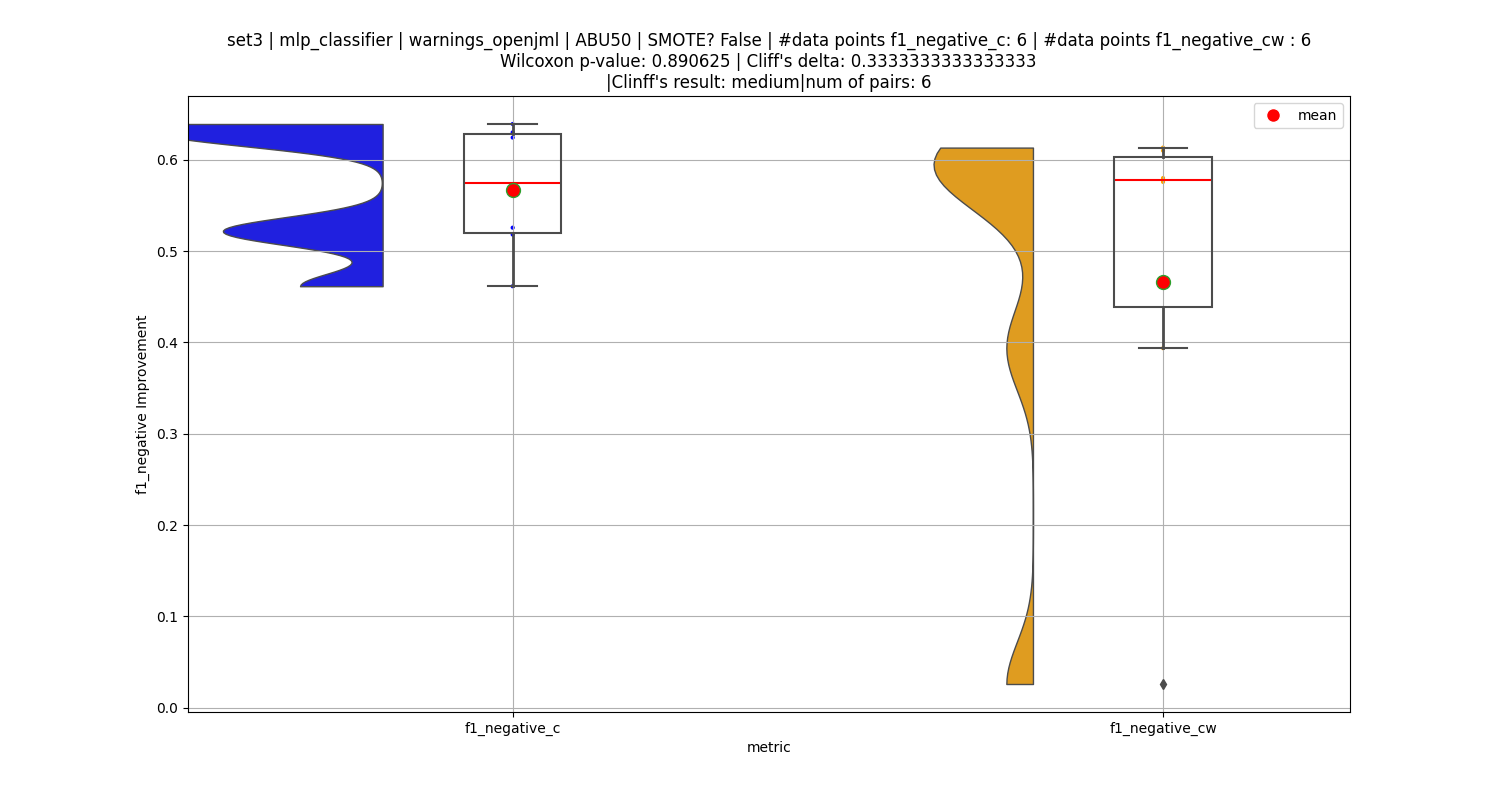 set3 | mlp_classifier | warnings_openjml | ABU50 | SMOTE? False | #data points f1_negative_c: 6 | #data points f1_negative_cw : 6
Wilcoxon p-value: 0.890625 | Cliff's delta: 0.3333333333333333
|Clinff's result: medium|num of pairs: 6
mean
0.6
0.5
0.4
0.3
0.2
0.1
0.0
f1_negative Improvement
f1_negative_c
f1_negative_cw
metric